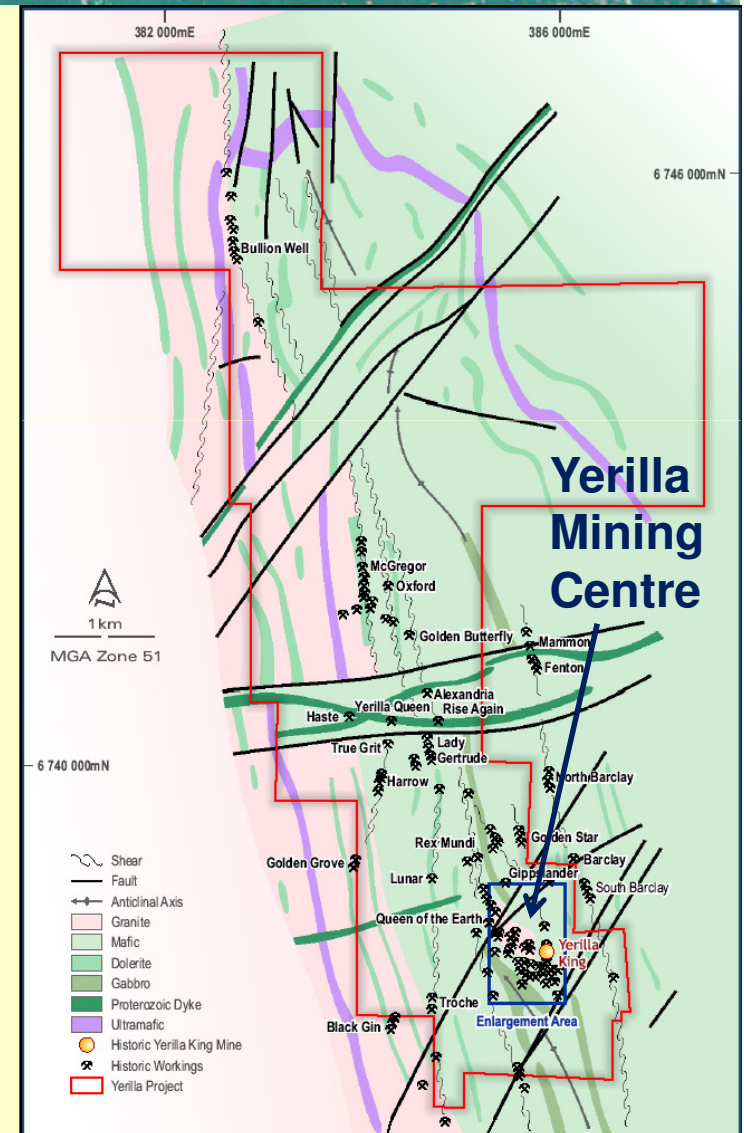 382 000mE
386 000mE
6 746 000mN
Bullion Well
Yerilla
Mining
Centre
McGregor
Oxford
1km
MGA Zone 51
Golden Butterfly
Mammon
Fenton
Alexandria
Yerilla Queen
Rise Again
Haste
True Grit
Lady
Gertrude
6 740 000mN
North Barclay
Harrow
Rex Mundi
Golden Star
Golden Grove
Barclay
Gippslander
Lunar
South Barclay
Queen of the Earth
Yerilla
King
Troche
Enlargement Area
Black Gin
Shear
Fault
Anticlinal Axis
Granite
Mafic
Dolerite
Gabbro
Proterozoic Dyke
Ultramafic
Historic Yerilla King Mine
Historic Workings
Yerilla Project